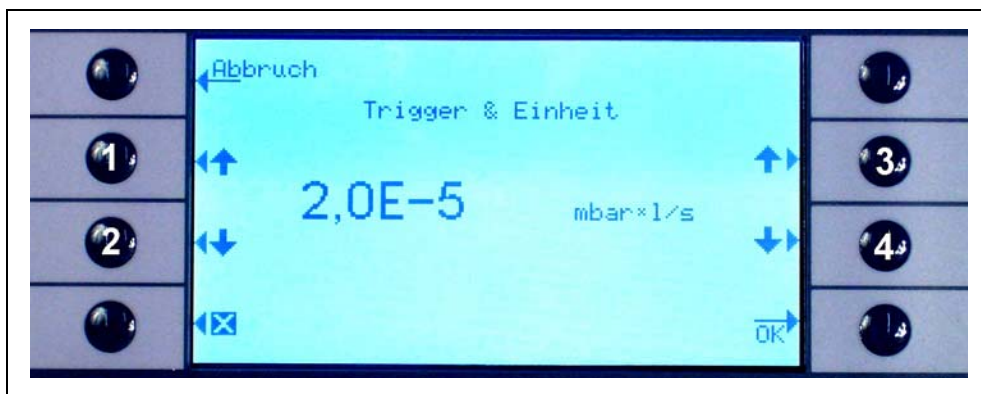 Abbruch
Trigger & Einheit
1
3
2,0E-5
mbar×l/s
2
4
OK